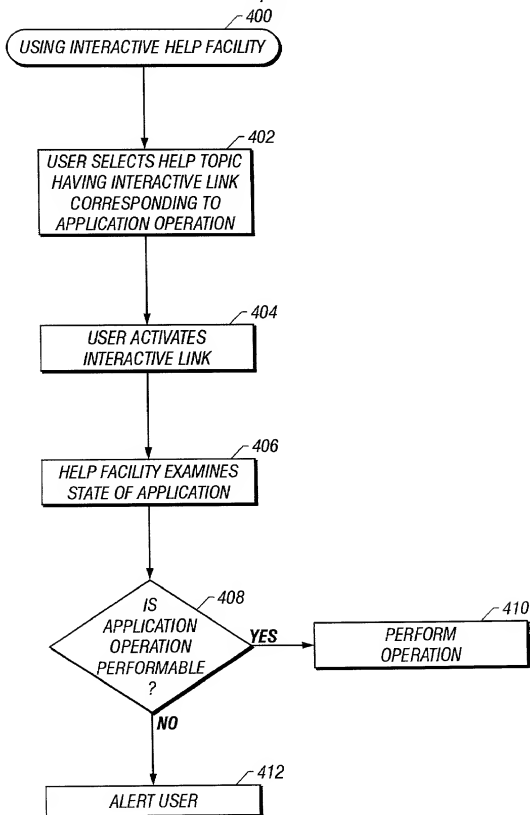 400
USING INTERACTIVE HELP FACILITY
402
USER SELECTS HELP TOPIC
HAVING INTERACTIVE LINK
CORRESPONDING TO
APPLICATION OPERATION
404
USER ACTIVATES
INTERACTIVE LINK
406
HELP FACILITY EXAMINES
STATE OF APPLICATION
408
IS
APPLICATION
OPERATION
PERFORMABLE
?
YES
410
PERFORM
OPERATION
NO
412
ALERT USER